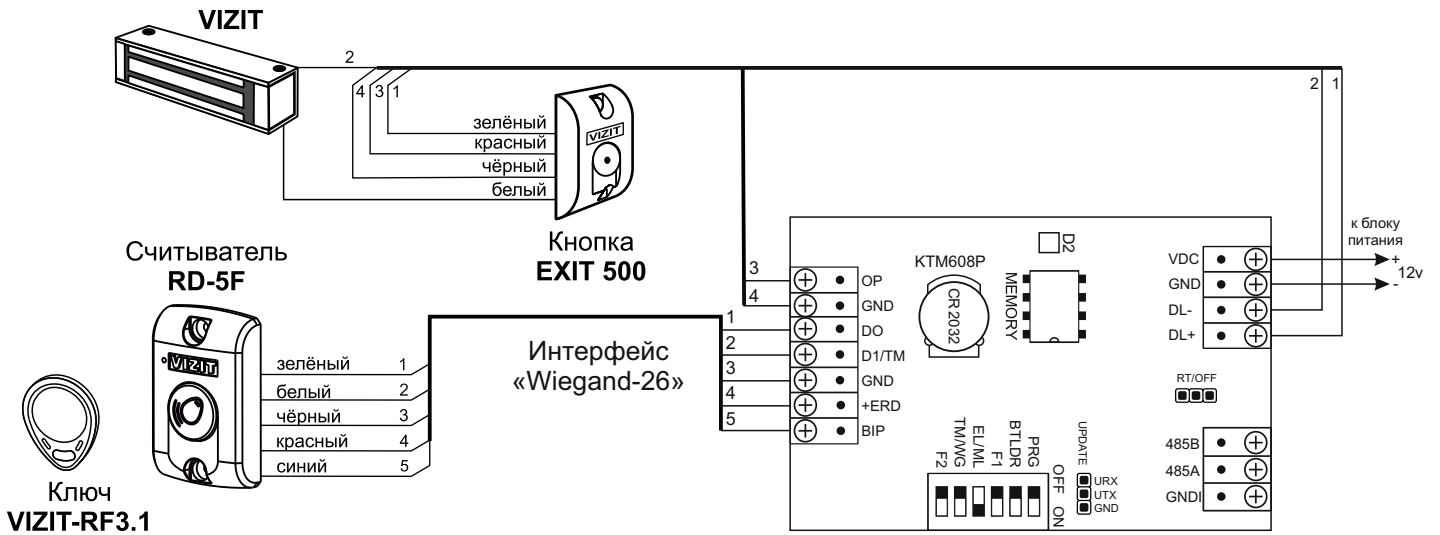 VIZIT
2
4
3
1
зелёный
красный
чёрный
белый
VIZIT
Кнопка
EXIT 500
2
1
Считыватель
RD-5F
VIZIT
зелёный 1
белый 2
чёрный 3
красный 4
синий 5
Ключ
VIZIT-RF3.1
Интерфейс
«Wiegand-26»
3 OP
4 GND
1 DO
2 D1/TM
3 GND
4 +ERD
5 BIP
KTM608P
CR2032
D2
MEMORY
VDC
GND
DL-
DL+
к блоку
питания
+
12v
-
RT/OFF
485B
485A
GNDI
F2
TM/WG
EL/ML
F1
BTLDR
PRG
OFF
ON
UPDATE
URX
UTX
GND